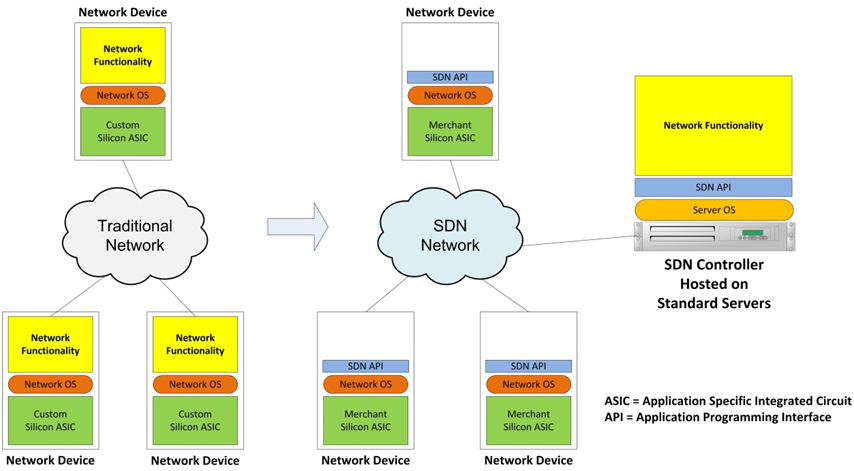 Network Device
Network
Functionality
Network OS
Custom
Silicon ASIC
Traditional
Network
Network
Functionality
Network OS
Custom
Silicon ASIC
Network Device
Network
Functionality
Network OS
Custom
Silicon ASIC
Network Device
Network Device
SDN API
Network OS
Merchant
Silicon ASIC
SDN
Network
SDN API
Network OS
Merchant
Silicon ASIC
Network Device
SDN API
Network OS
Merchant
Silicon ASIC
Network Device
Network Functionality
SDN API
Server OS
SDN Controller
Hosted on
Standard Servers
ASIC = Application Specific Integrated Circuit
API = Application Programming Interface